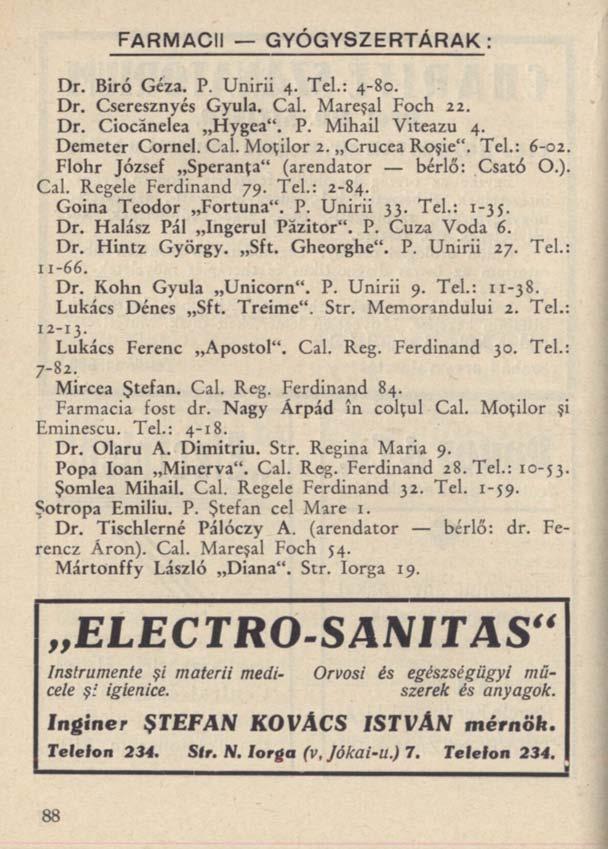 FARMACII — GYÓGYSZERTÁRAK:
Dr. Biró Géza. P. Unirii 4. Tel.: 4-80.
Dr. Cseresznyés Gyula. Cal. Mareşal Foch 22.
Dr. Ciocănelea „Hygea“. P. Mihail Viteazu 4.
Demeter Cornel. Cal. Moţilor 2. „Crucea Roşie“. Tel.: 6-02.
Flohr József „Speranţa“ (arendator — bérlő: Csató O.).
Cal. Regele Ferdinand 79. Tel.: 2-84.
Goina Teodor „Fortuna“. P. Unirii 33. Tel.: 1-35.
Dr. Halász Pál „Ingerul Păzitor“. P. Cuza Voda 6.
Dr. Hintz György. „Sft. Gheorghe“. P. Unirii 27. Tel.:
11-66.
Dr. Kohn Gyula „Unicorn“. P. Unirii 9. Tel.: 11-38.
Lukács Dénes „Sft. Treime“. Str. Memorandului 2. Tel.:
12-13.
Lukács Ferenc „Apostol“. Cal. Reg. Ferdinand 30. Tel.:
7-82.
Mircea Ştefan. Cal. Reg. Ferdinand 84.
Farmacia fost dr. Nagy Árpád în colţul Cal. Moţilor şi
Eminescu. Tel.: 4-18.
Dr. Olaru A. Dimitriu. Str. Regina Maria 9.
Popa Ioan „Minerva“. Cal. Reg. Ferdinand 28. Tel.: 10-53.
Şomlea Mihail. Cal. Regele Ferdinand 32. Tel. 1-59.
Şotropa Emiliu. P. Ştefan cel Mare 1.
Dr. Tischlerné Pálóczy A. (arendator — bérlő: dr. Fe-
rencz Áron). Cal. Mareşal Foch 54.
Mártonffy László „Diana“. Str. Iorga 19.
„ELECTRO-SANITAS“
Instrumente şi materii medi-
cele şi igienice.
Orvosi és egészségügyi mű-
szerek és anyagok.
Inginer ŞTEFAN KOVÁCS ISTVÁN mérnök.
Telefon 234. Str. N. Iorga (v. Jókai-u.) 7. Telefon 234.
88